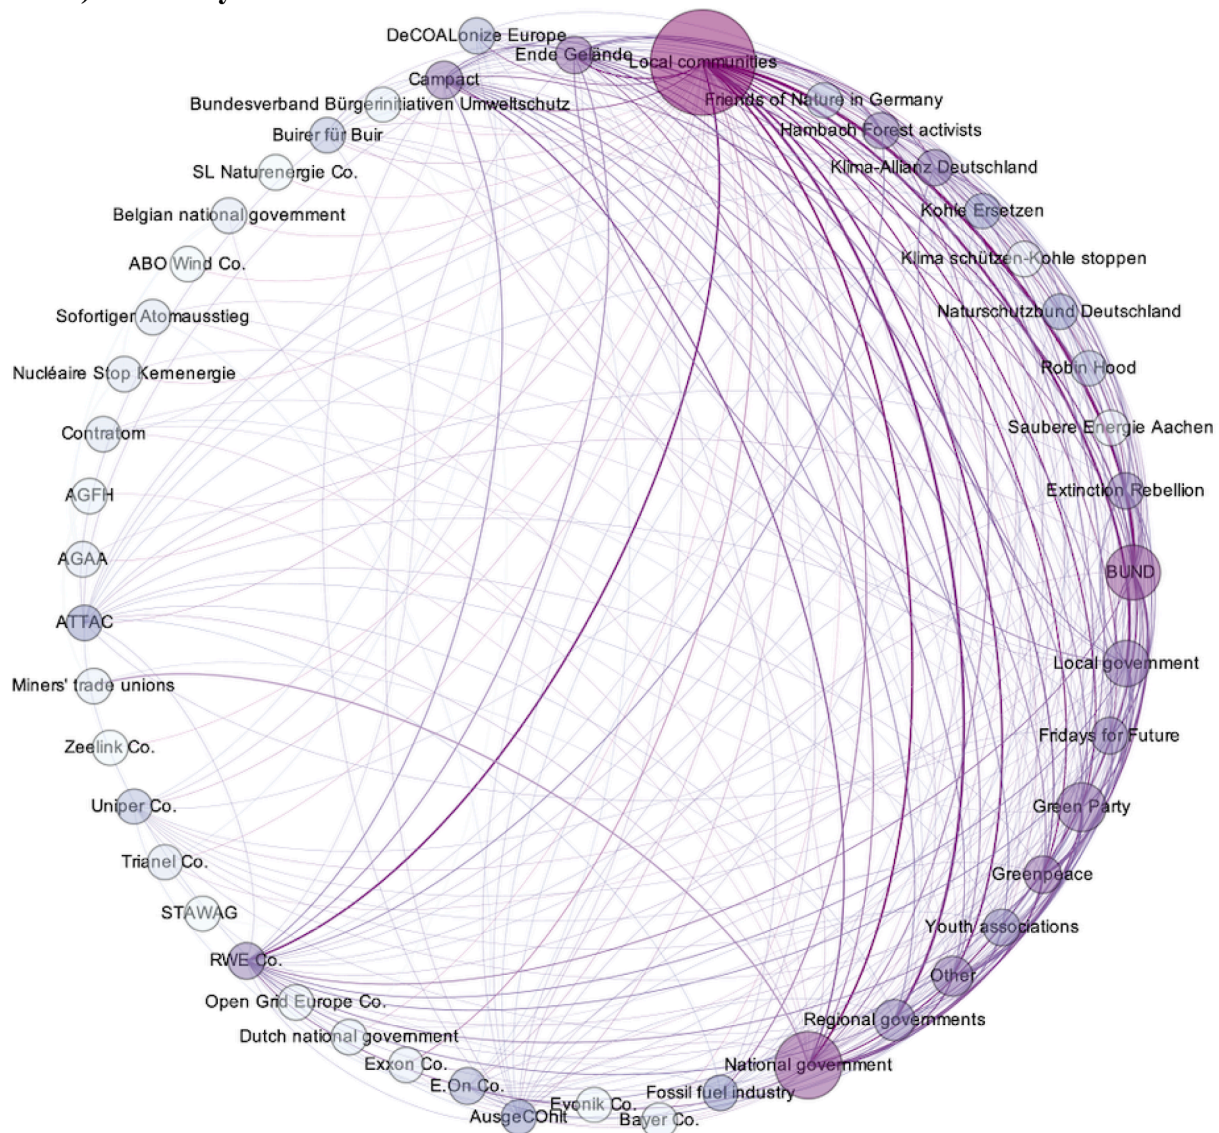 DeCOALonize Europe
Ende Gelände
Local communities
Campact
Friends of Nature in Germany
Bundesverband Bürgerinitiativen Umweltschutz
Hambach Forest activists
Buirer für Buir
Klima-Allianz Deutschland
SL Naturenergie Co.
Kohle Ersetzen
Belgian national government
Klima schützen-Kohle stoppen
ABO Wind Co.
Naturschutzbund Deutschland
Sofortiger Atomausstieg
Robin Hood
Nucléaire Stop Kernenergie
Saubere Energie Aachen
Contratom
Extinction Rebellion
AGFH
AGAA
BUND
ATTAC
Local government
Miners' trade unions
Fridays for Future
Zeelink Co.
Uniper Co.
Green Party
Trianel Co.
Greenpeace
STAWAG
Youth associations
RWE Co.
Other
Open Grid Europe Co.
Regional governments
Dutch national government
National government
Exxon Co.
E.On Co.
Fossil fuel industry
Evonik Co.
AusgeCOhlt
Bayer Co.